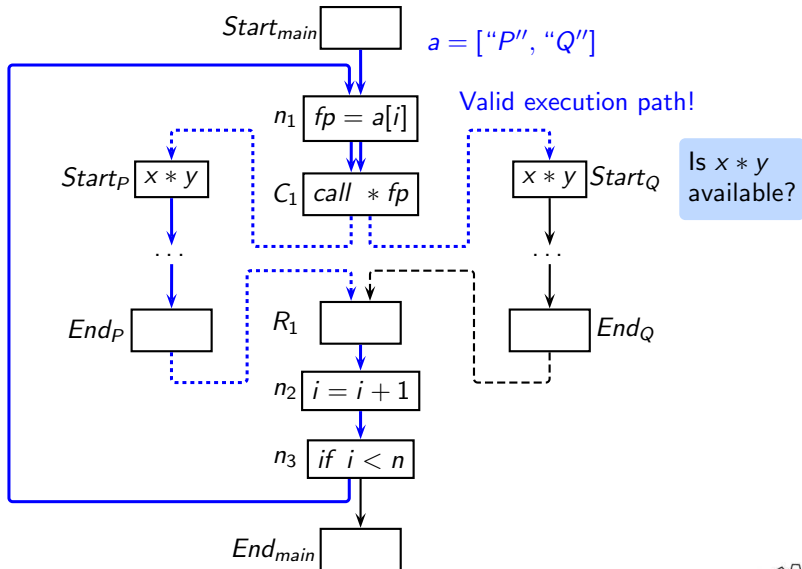 Start_main
a = [“P”, “Q”]
Valid execution path!
n_1 fp = a[i]
Start_P x ∗ y
C_1 call ∗ fp
x ∗ y Start_Q
Is x ∗ y
available?
...
...
End_P
R_1
End_Q
n_2 i = i + 1
n_3 if i < n
End_main